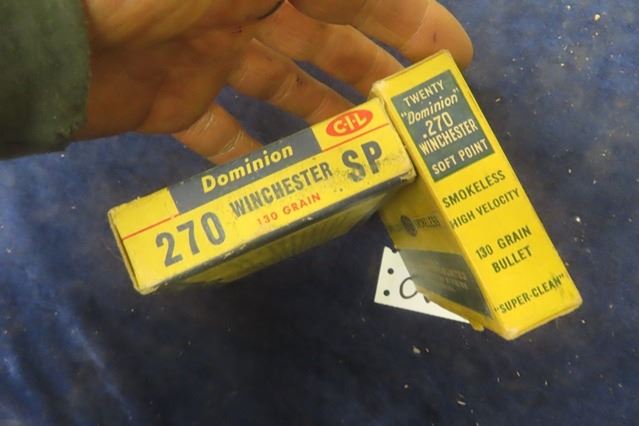 Dominion
C-I-L
270 WINCHESTER SP
130 GRAIN
TWENTY
"Dominion"
.270
WINCHESTER
SOFT POINT
SMOKELESS
HIGH VELOCITY
130 GRAIN
BULLET
"SUPER-CLEAN"
SMOKELESS